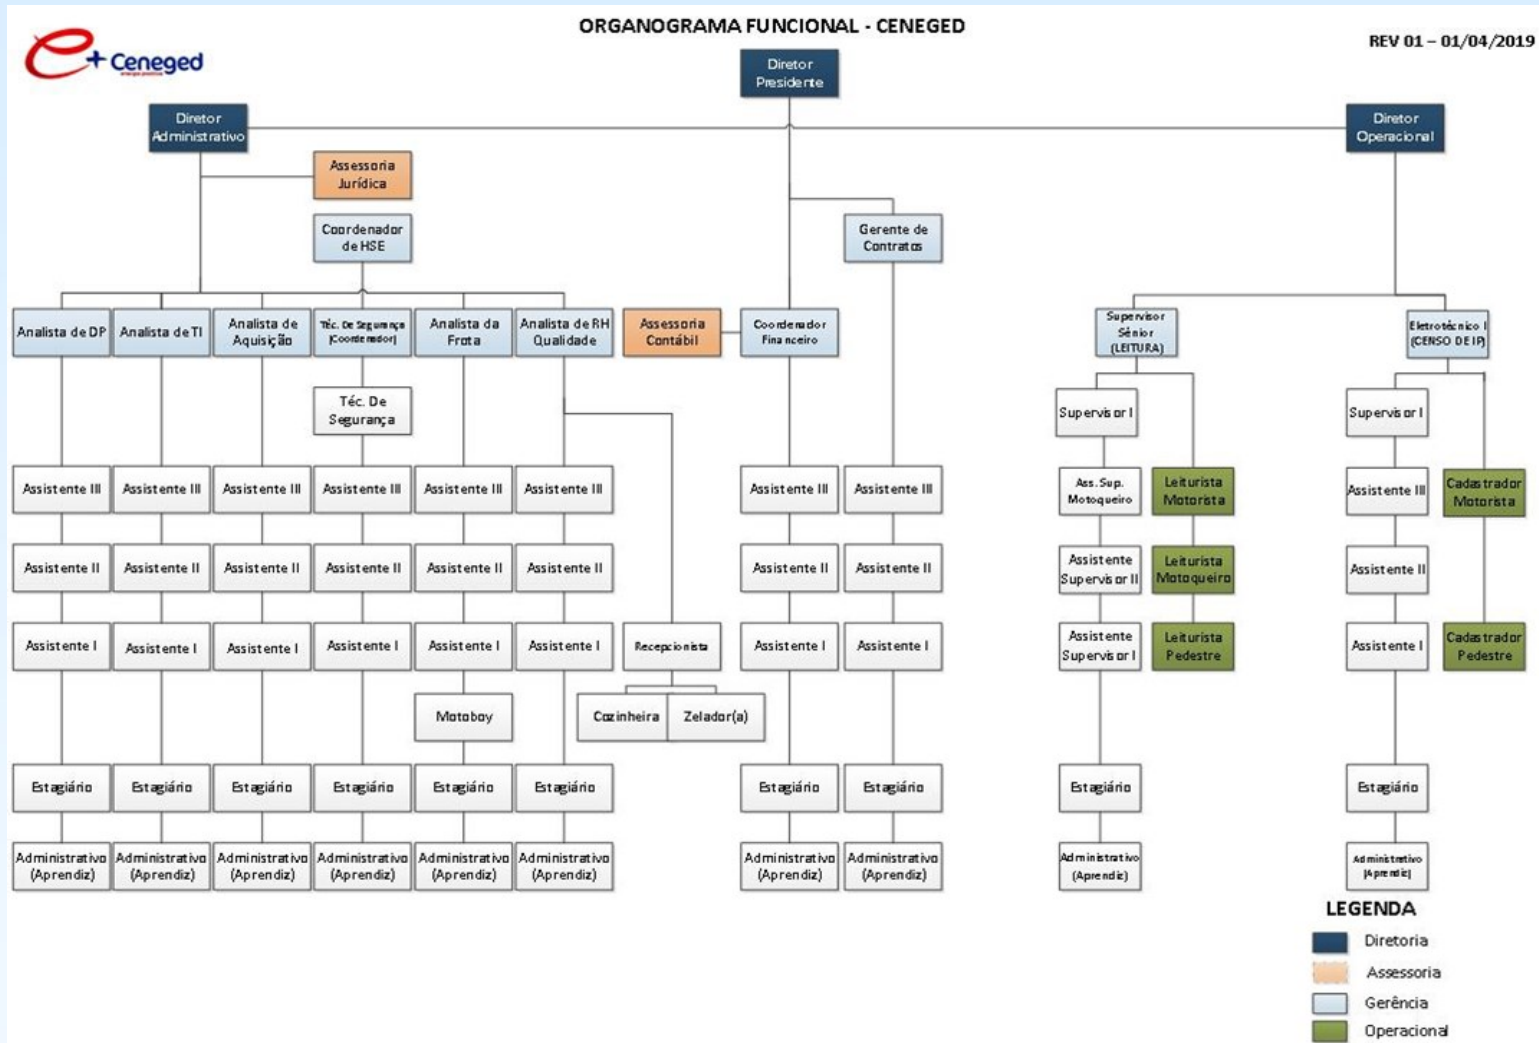 ORGANOGRAMA FUNCIONAL - CENEGED
REV 01 – 01/04/2019
e+ Ceneged
energia positiva
Diretor
Presidente
Diretor
Administrativo
Diretor
Operacional
Assessoria
Jurídica
Coordenador
de HSE
Gerente de
Contratos
Analista de DP
Analista de TI
Analista de
Aquisição
Téc. De Segurança
(Coordenador)
Analista da
Frota
Analista de RH
Qualidade
Assessoria
Contábil
Coordenador
Financeiro
Supervisor
Sênior
(LEITURA)
Eletrotécnico I
(CENSO DE IP)
Téc. De
Segurança
Supervisor I
Supervisor I
Assistente III
Assistente III
Assistente III
Assistente III
Assistente III
Assistente III
Assistente III
Assistente III
Ass. Sup.
Motoqueiro
Leiturista
Motorista
Assistente III
Cadastrador
Motorista
Assistente II
Assistente II
Assistente II
Assistente II
Assistente II
Assistente II
Assistente II
Assistente II
Assistente
Supervisor II
Leiturista
Motoqueiro
Assistente II
Assistente I
Assistente I
Assistente I
Assistente I
Assistente I
Assistente I
Recepcionista
Assistente I
Assistente I
Assistente
Supervisor I
Leiturista
Pedestre
Assistente I
Cadastrador
Pedestre
Motoboy
Cozinheira
Zelador(a)
Estagiário
Estagiário
Estagiário
Estagiário
Estagiário
Estagiário
Estagiário
Estagiário
Estagiário
Estagiário
Administrativo
(Aprendiz)
Administrativo
(Aprendiz)
Administrativo
(Aprendiz)
Administrativo
(Aprendiz)
Administrativo
(Aprendiz)
Administrativo
(Aprendiz)
Administrativo
(Aprendiz)
Administrativo
(Aprendiz)
Administrativo
(Aprendiz)
Administrativo
(Aprendiz)
LEGENDA
Diretoria
Assessoria
Gerência
Operacional